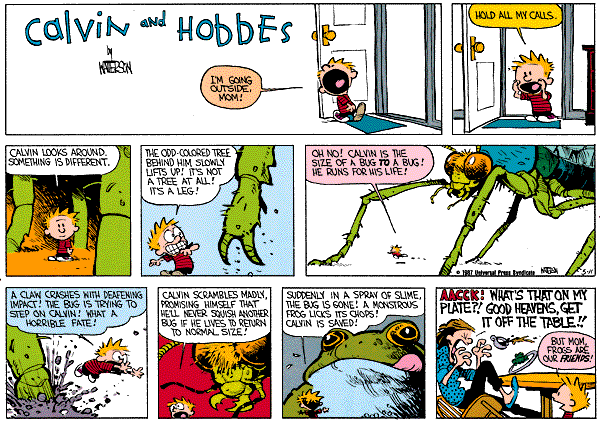 Calvin and HOBBES
by
WATTERSON
I'M GOING
OUTSIDE,
MOM!
HOLD ALL MY CALLS.
CALVIN LOOKS AROUND.
SOMETHING IS DIFFERENT.
THE ODD-COLORED TREE
BEHIND HIM SLOWLY
LIFTS UP! IT'S NOT
A TREE AT ALL!
IT'S A LEG!
OH NO! CALVIN IS THE
SIZE OF A BUG TO A BUG!
HE RUNS FOR HIS LIFE!
© 1987 Universal Press Syndicate
WATTERSON
5-17
A CLAW CRASHES WITH DEAFENING
IMPACT! THE BUG IS TRYING TO
STEP ON CALVIN! WHAT A
HORRIBLE FATE!
CALVIN SCRAMBLES MADLY,
PROMISING HIMSELF THAT
HE'LL NEVER SQUISH ANOTHER
BUG IF HE LIVES TO RETURN
TO NORMAL SIZE!
SUDDENLY IN A SPRAY OF SLIME,
THE BUG IS GONE! A MONSTROUS
FROG LICKS ITS CHOPS!
CALVIN IS SAVED!
AACCK! WHAT'S THAT ON MY
PLATE?! GOOD HEAVENS, GET
IT OFF THE TABLE!!
BUT MOM,
FROGS ARE
OUR FRIENDS!